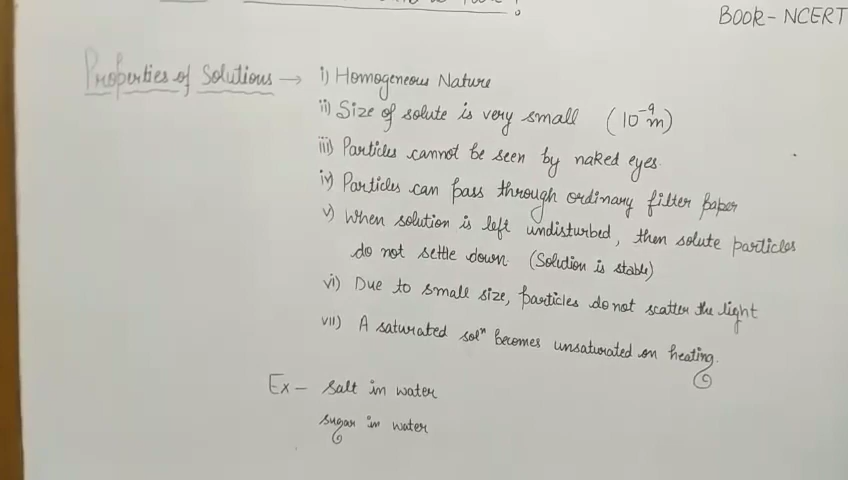 BOOK - NCERT
Properties of Solutions → i) Homogeneous Nature
ii) Size of solute is very small (10⁻⁹m)
iii) Particles cannot be seen by naked eyes.
iv) Particles can pass through ordinary filter paper
v) When solution is left undisturbed, then solute particles
do not settle down. (Solution is stable)
vi) Due to small size, particles do not scatter the light
vii) A saturated solⁿ becomes unsaturated on heating.
Ex - Salt in water
sugar in water